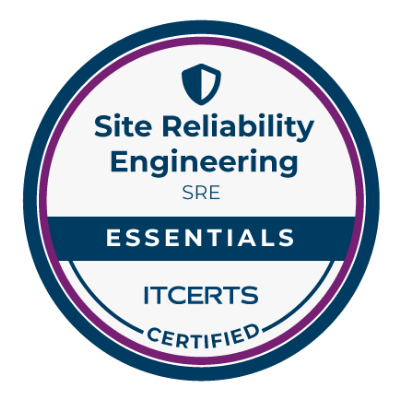 Site Reliability
Engineering
SRE
ESSENTIALS
ITCERTS
CERTIFIED